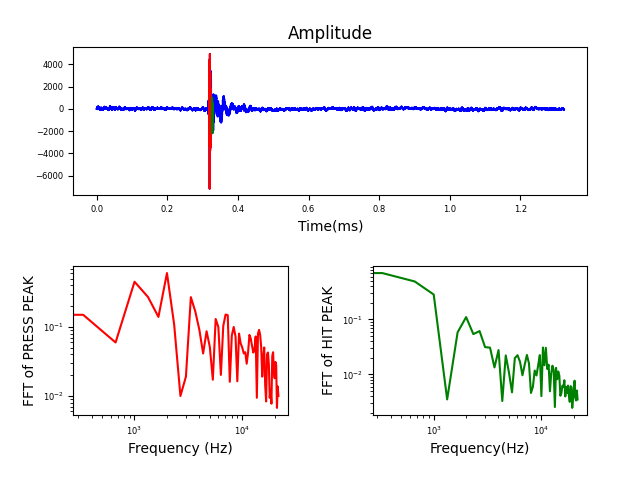 Amplitude
4000
2000
0
−2000
−4000
−6000
0.0 0.2 0.4 0.6 0.8 1.0 1.2
Time(ms)
FFT of PRESS PEAK
10⁻¹
10⁻²
10³ 10⁴
Frequency (Hz)
FFT of HIT PEAK
10⁻¹
10⁻²
10³ 10⁴
Frequency(Hz)